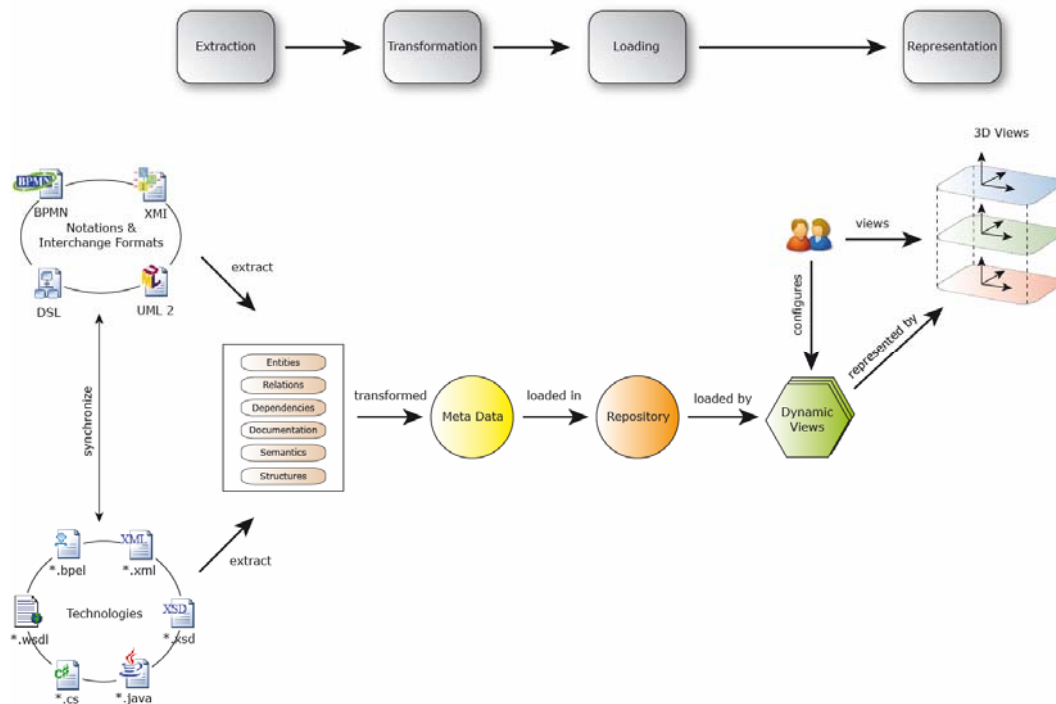 Extraction
Transformation
Loading
Representation
3D Views
BPMN
BPMN
XMI
Notations &
Interchange Formats
DSL
UML 2
extract
views
configures
represented by
synchronize
Entities
Relations
Dependencies
Documentation
Semantics
Structures
transformed
Meta Data
loaded in
Repository
loaded by
Dynamic
Views
extract
XML
*.bpel
*.xml
Technologies
XSD
*.wsdl
*.xsd
C#
*.cs
*.java